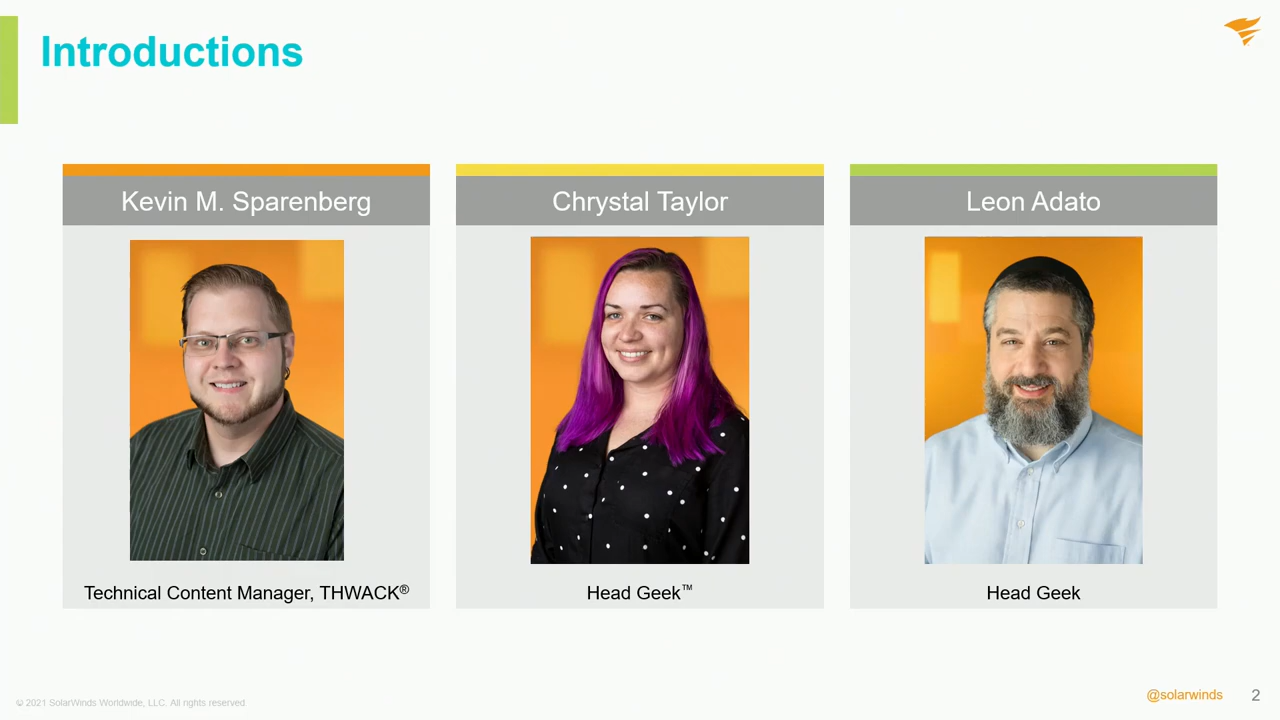 Introductions
Kevin M. Sparenberg
Chrystal Taylor
Leon Adato
Technical Content Manager, THWACK®
Head Geek™
Head Geek
© 2021 SolarWinds Worldwide, LLC. All rights reserved.
@solarwinds
2